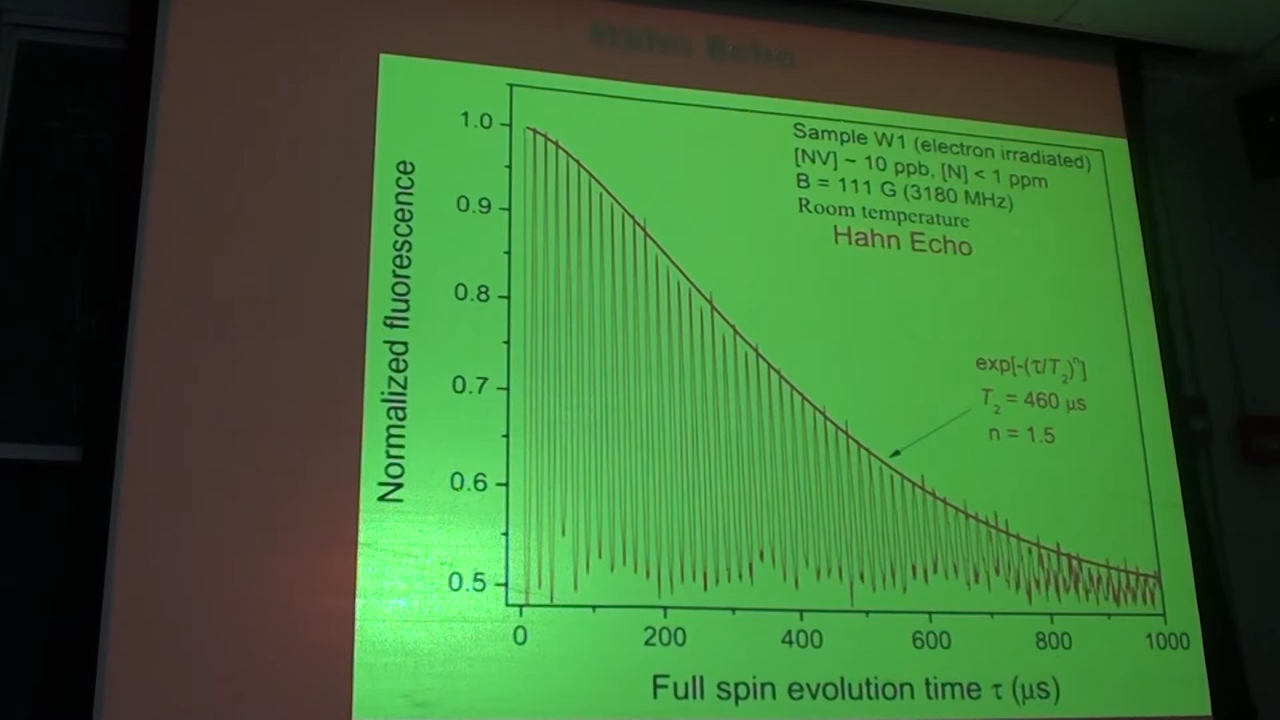 Hahn Echo
Sample W1 (electron irradiated)
[NV] ~ 10 ppb, [N] < 1 ppm
B = 111 G (3180 MHz)
Room temperature
Hahn Echo
exp[-(τ/T₂)ⁿ]
T₂ = 460 μs
n = 1.5
Normalized fluorescence
1.0
0.9
0.8
0.7
0.6
0.5
0 200 400 600 800 1000
Full spin evolution time τ (μs)